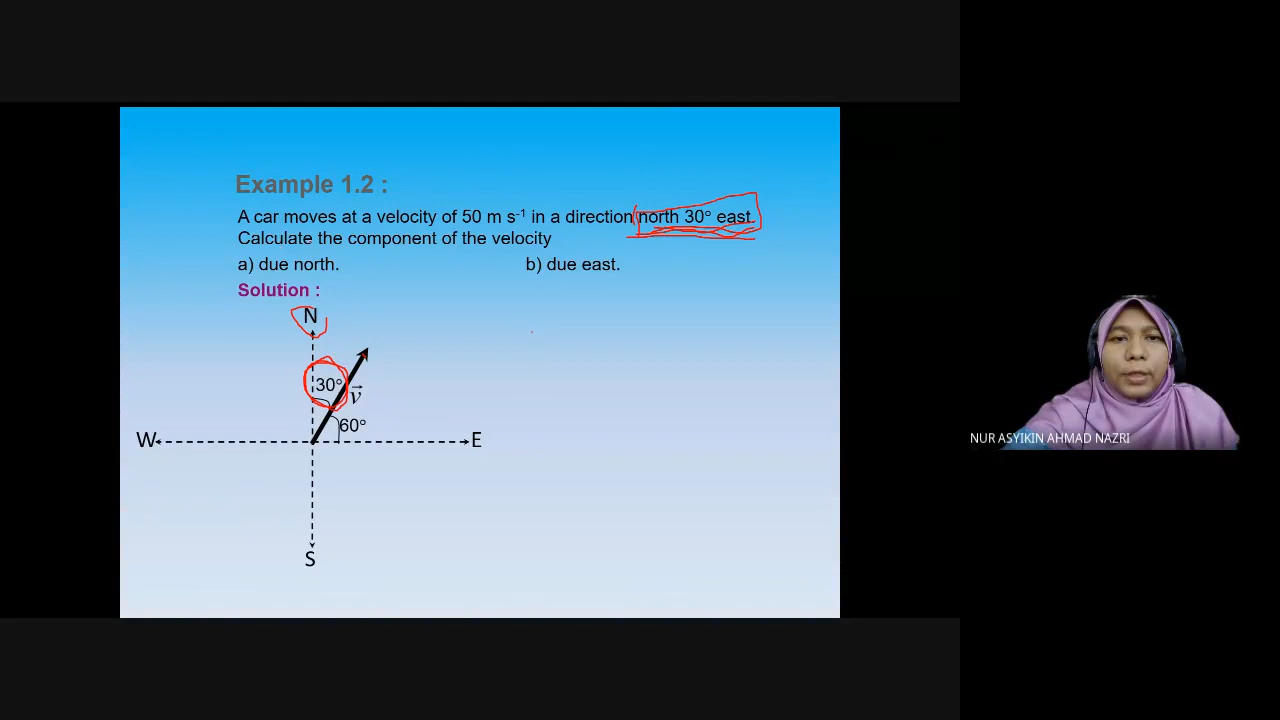 Example 1.2 :
A car moves at a velocity of 50 m s⁻¹ in a direction north 30° east.
Calculate the component of the velocity
a) due north. b) due east.
Solution :
N
30°
v⃗
60°
W E
S
NUR ASYIKIN AHMAD NAZRI